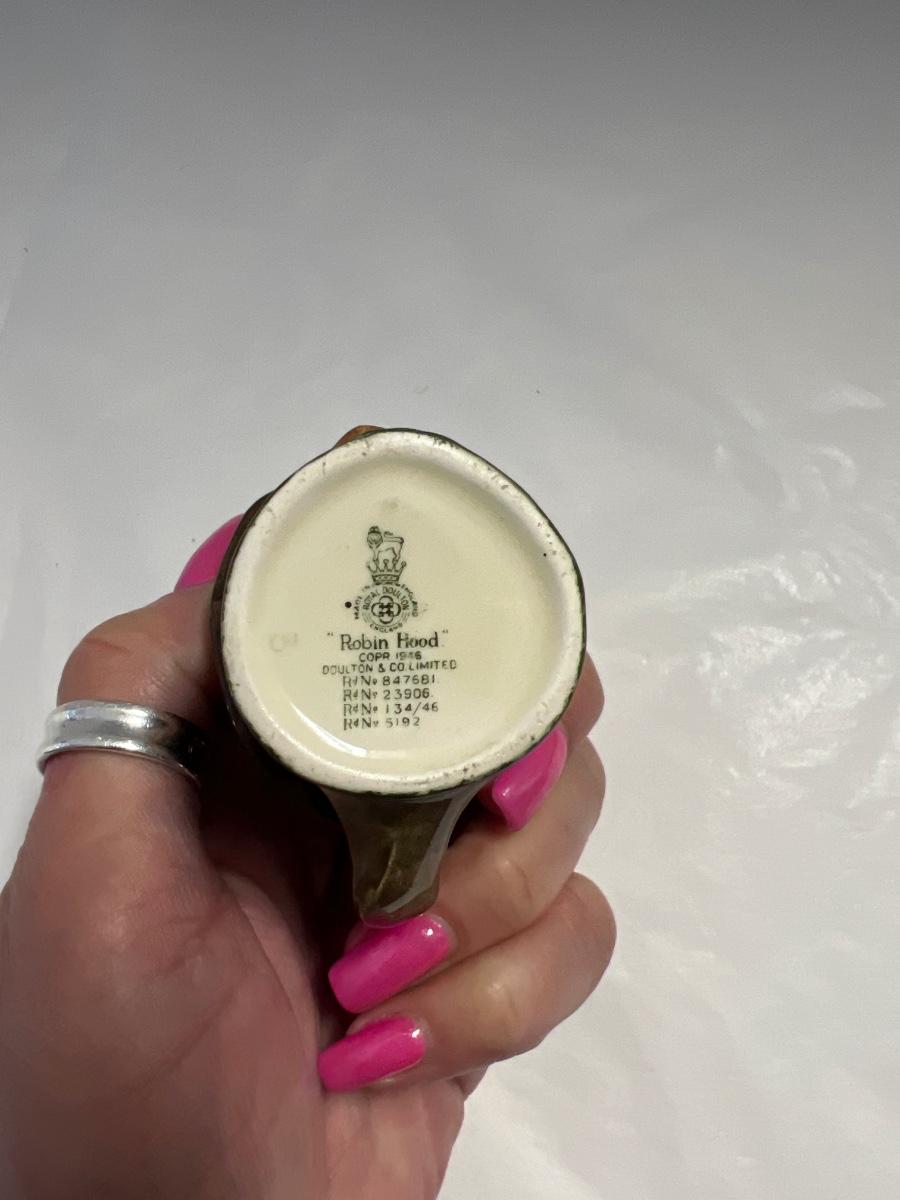 MADE IN ENGLAND
ROYAL DOULTON
ENGLAND
"Robin Hood"
COPR 1946
DOULTON & CO. LIMITED
Rd No 847681.
Rd No 23906.
Rd No 134/46
Rd No 5192